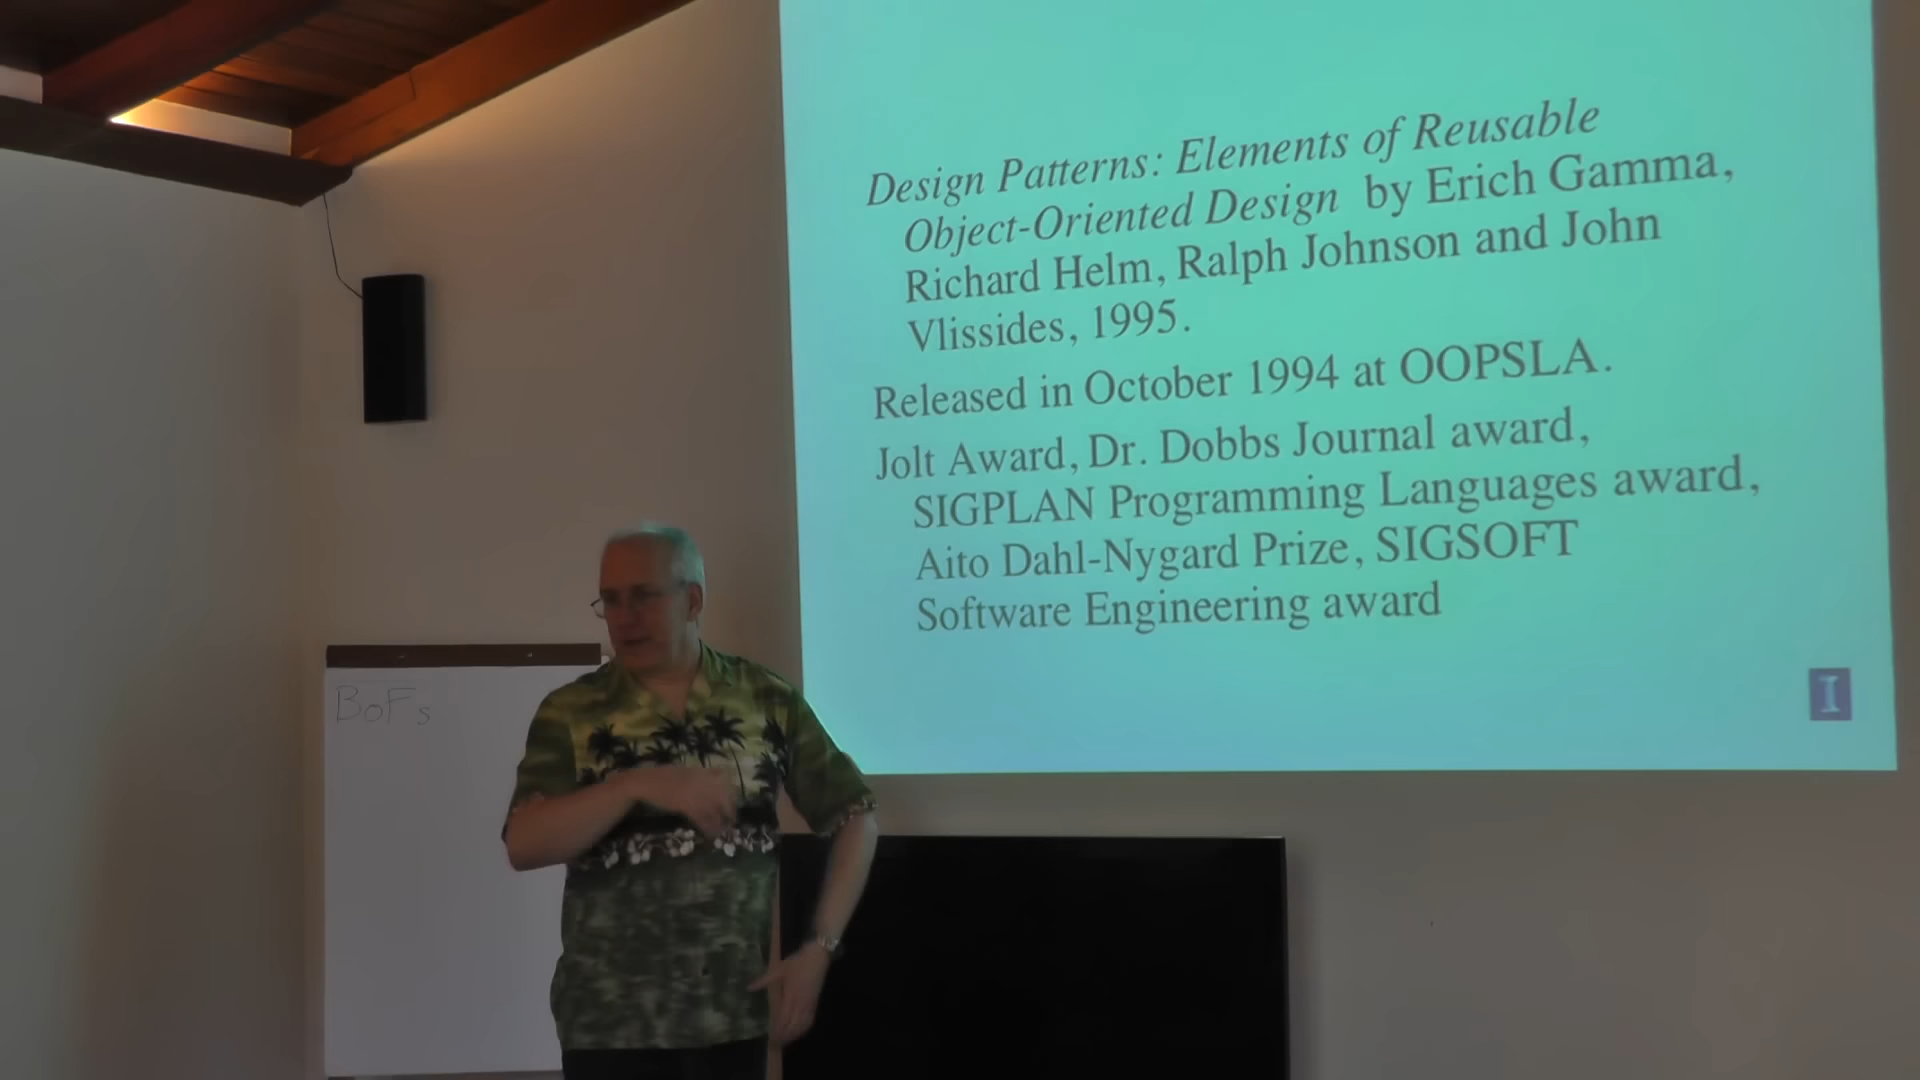 Design Patterns: Elements of Reusable
Object-Oriented Design by Erich Gamma,
Richard Helm, Ralph Johnson and John
Vlissides, 1995.
Released in October 1994 at OOPSLA.
Jolt Award, Dr. Dobbs Journal award,
SIGPLAN Programming Languages award,
Aito Dahl-Nygard Prize, SIGSOFT
Software Engineering award
I
BoFs